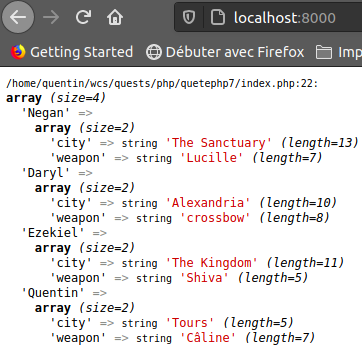 localhost:8000
Getting Started Débuter avec Firefox Imp
/home/quentin/wcs/quests/php/quetephp7/index.php:22:
array (size=4)
'Negan' =>
array (size=2)
'city' => string 'The Sanctuary' (length=13)
'weapon' => string 'Lucille' (length=7)
'Daryl' =>
array (size=2)
'city' => string 'Alexandria' (length=10)
'weapon' => string 'crossbow' (length=8)
'Ezekiel' =>
array (size=2)
'city' => string 'The Kingdom' (length=11)
'weapon' => string 'Shiva' (length=5)
'Quentin' =>
array (size=2)
'city' => string 'Tours' (length=5)
'weapon' => string 'Câline' (length=7)